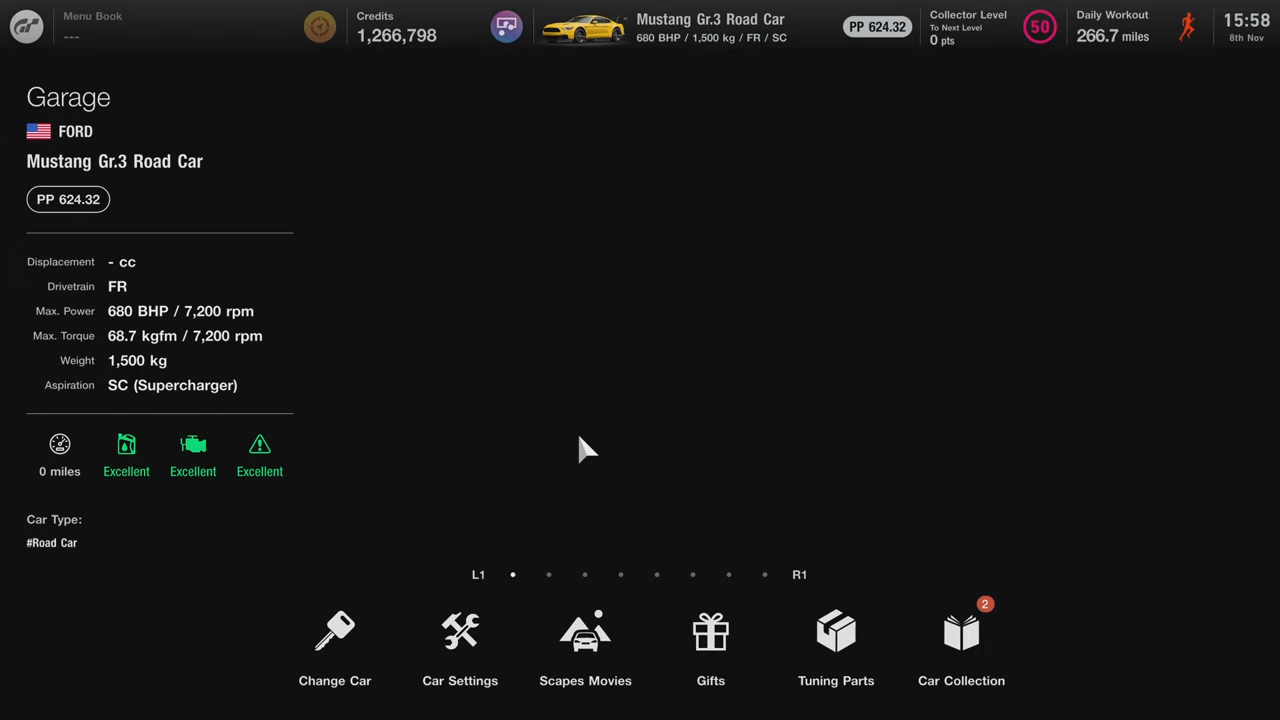 Menu Book
---
Credits
1,266,798
Mustang Gr.3 Road Car
680 BHP / 1,500 kg / FR / SC
PP 624.32
Collector Level
To Next Level
0 pts
50
Daily Workout
266.7 miles
15:58
8th Nov
Garage
FORD
Mustang Gr.3 Road Car
PP 624.32
Displacement - cc
Drivetrain FR
Max. Power 680 BHP / 7,200 rpm
Max. Torque 68.7 kgfm / 7,200 rpm
Weight 1,500 kg
Aspiration SC (Supercharger)
0 miles Excellent Excellent Excellent
Car Type:
#Road Car
L1 R1
2
Change Car Car Settings Scapes Movies Gifts Tuning Parts Car Collection